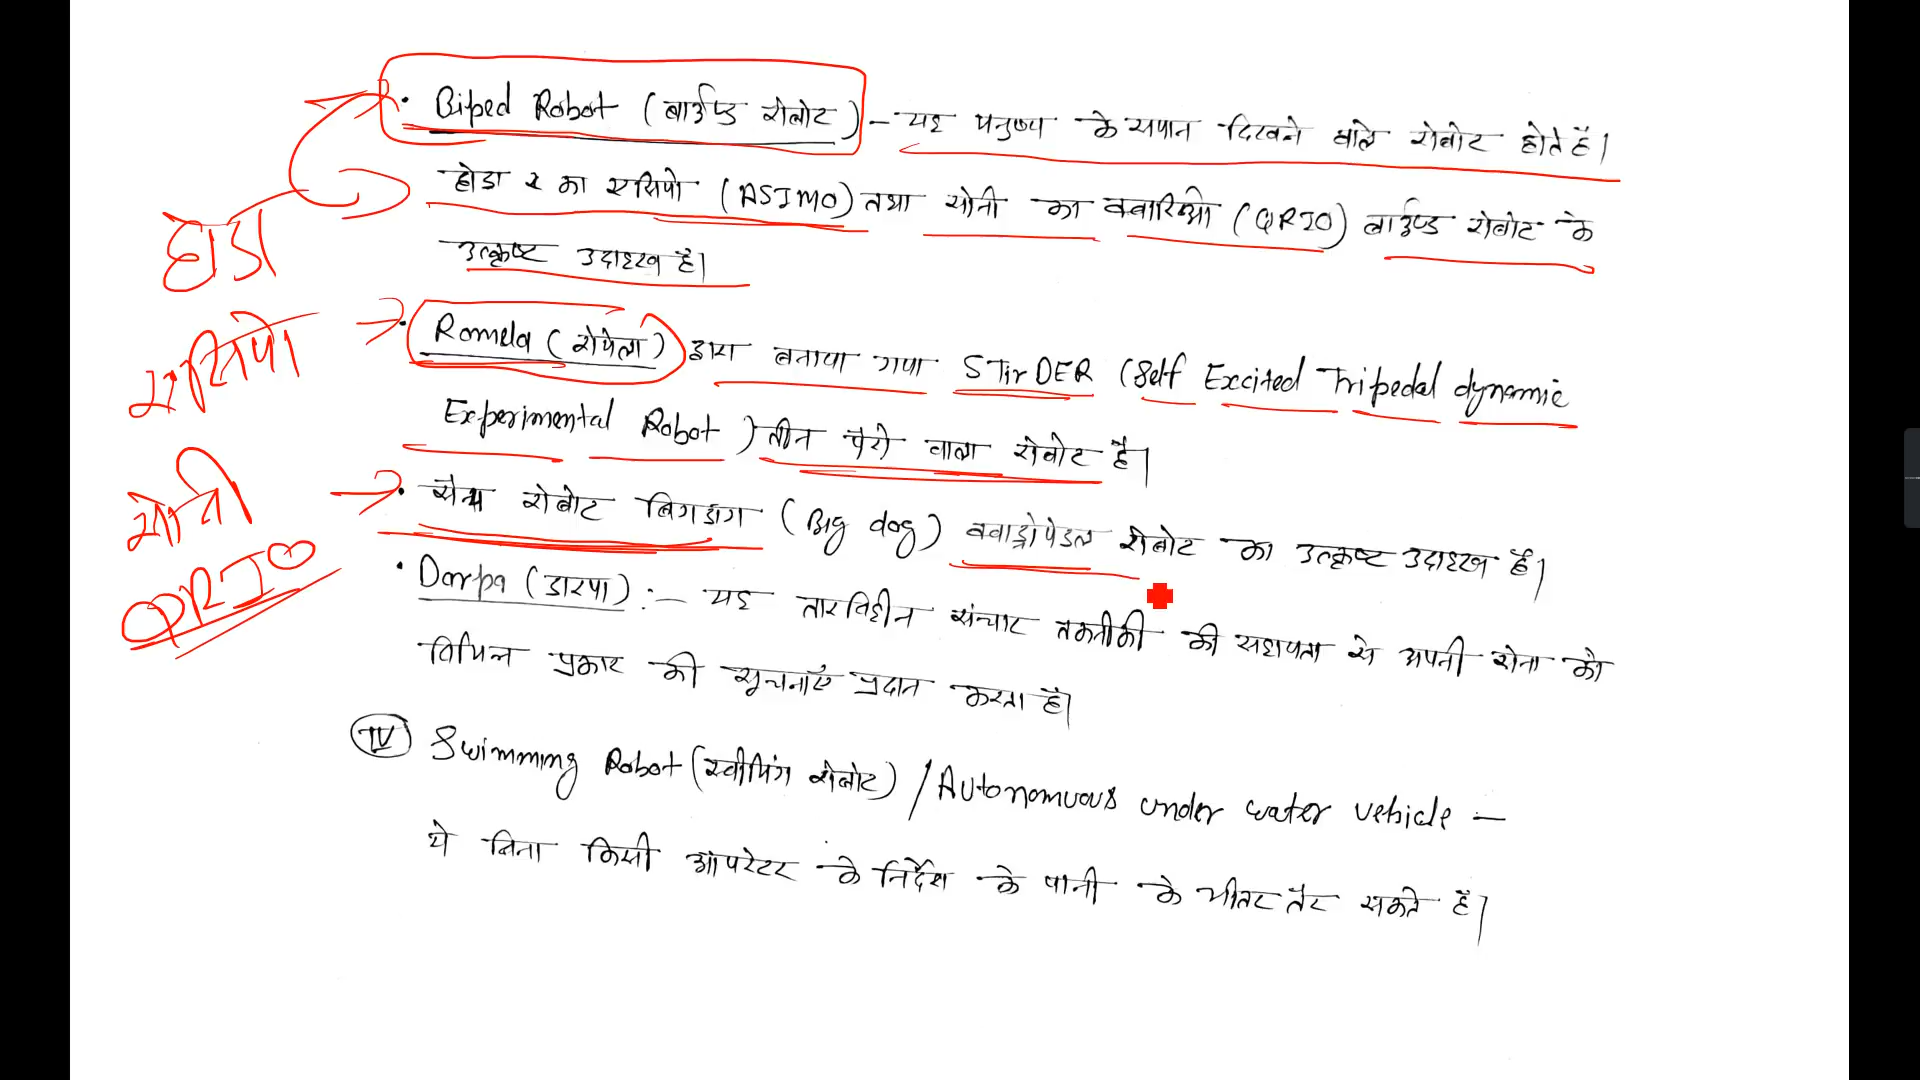 • Biped Robot (बाईप्ड रोबोट) – यह मनुष्य के समान दिखने वाले रोबोट होते हैं।
होंडा का एसिमो (ASIMO) तथा सोनी का क्वारिओ (QRIO) बाईप्ड रोबोट के
उत्कृष्ट उदाहरण है।
• Romela (रोमेला) द्वारा बनाया गया STirDER (Self Excited Tripedal dynamic
Experimental Robot) तीन पैरो वाला रोबोट है।
• सैन्य रोबोट बिगडाग (Big dog) क्वाड्रोपेडल रोबोट का उत्कृष्ट उदाहरण है।
• Darpa (डारपा) :– यह तारविहीन संचार तकनीकी की सहायता से अपनी सेना को
विभिन्न प्रकार की सूचनाएँ प्रदान करता है।
IV Swimming Robot (स्वीमिंग रोबोट) / Autonomuous under water vehicle –
ये बिना किसी ऑपरेटर के निर्देश के पानी के भीतर तैर सकते हैं।
होंडा
एसिमो
सोनी
QRIO